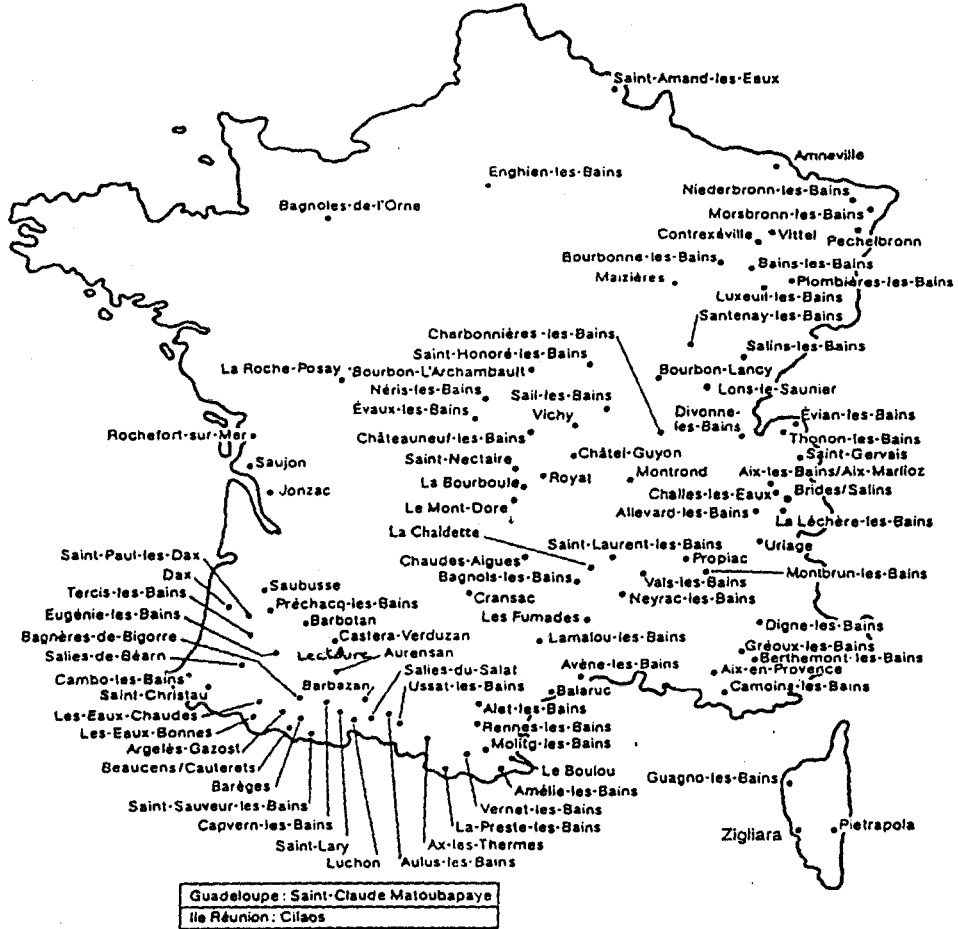 Saint-Amand-les-Eaux
Amneville
Enghien-les-Bains
Niederbronn-les-Bains
Bagnoles-de-l'Orne
Morsbronn-les-Bains
Contrexéville
Vittel
Pechelbronn
Bourbonne-les-Bains
Bains-les-Bains
Maizières
Plombières-les-Bains
Luxeuil-les-Bains
Santenay-les-Bains
Charbonnières-les-Bains
Saint-Honoré-les-Bains
Salins-les-Bains
La Roche-Posay
Bourbon-L'Archambault
Bourbon-Lancy
Néris-les-Bains
Sail-les-Bains
Lons-le-Saunier
Évaux-les-Bains
Vichy
Divonne-
les-Bains
Évian-les-Bains
Rochefort-sur-Mer
Châteauneuf-les-Bains
Thonon-les-Bains
Saint-Nectaire
Châtel-Guyon
Saint-Gervais
Saujon
Aix-les-Bains/Aix-Marlioz
La Bourboule
Royat
Montrond
Jonzac
Challes-les-Eaux
Brides/Salins
Le Mont-Dore
Allevard-les-Bains
La Léchère-les-Bains
La Chaldette
Saint-Laurent-les-Bains
Uriage
Saint-Paul-les-Dax
Chaudes-Aigues
Propiac
Dax
Bagnols-les-Bains
Vals-les-Bains
Montbrun-les-Bains
Tercis-les-Bains
Saubusse
Cransac
Neyrac-les-Bains
Eugénie-les-Bains
Préchacq-les-Bains
Barbotan
Les Fumades
Digne-les-Bains
Bagnères-de-Bigorre
Castera-Verduzan
Lamalou-les-Bains
Gréoux-les-Bains
Salies-de-Béarn
Lectoure
Aurensan
Berthemont-les-Bains
Cambo-les-Bains
Salies-du-Salat
Avène-les-Bains
Aix-en-Provence
Saint-Christau
Barbazan
Ussat-les-Bains
Balaruc
Camoins-les-Bains
Les-Eaux-Chaudes
Alet-les-Bains
Les-Eaux-Bonnes
Rennes-les-Bains
Argelès-Gazost
Molitg-les-Bains
Beaucens/Cauterets
Le Boulou
Barèges
Amélie-les-Bains
Guagno-les-Bains
Saint-Sauveur-les-Bains
Vernet-les-Bains
Capvern-les-Bains
La-Preste-les-Bains
Zigliara
Pietrapola
Saint-Lary
Ax-les-Thermes
Luchon
Aulus-les-Bains
Guadeloupe : Saint-Claude Matoubapaye
Ile Réunion : Cilaos